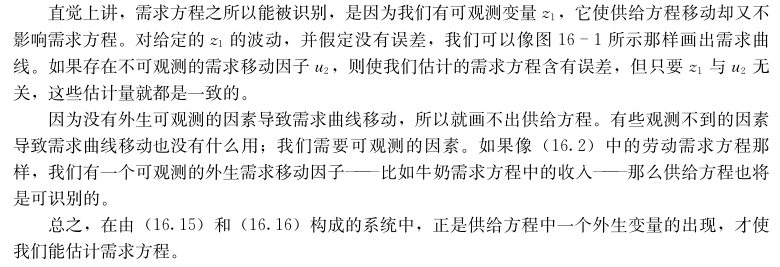 直觉上讲，需求方程之所以能被识别，是因为我们有可观测变量 z₁，它使供给方程移动却又不
影响需求方程。对给定的 z₁ 的波动，并假定没有误差，我们可以像图 16-1 所示那样画出需求曲
线。如果存在不可观测的需求移动因子 u₂，则使我们估计的需求方程含有误差，但只要 z₁ 与 u₂ 无
关，这些估计量就都是一致的。
因为没有外生可观测的因素导致需求曲线移动，所以就画不出供给方程。有些观测不到的因素
导致需求曲线移动也没有什么用；我们需要可观测的因素。如果像（16.2）中的劳动需求方程那
样，我们有一个可观测的外生需求移动因子——比如牛奶需求方程中的收入——那么供给方程也将
是可识别的。
总之，在由（16.15）和（16.16）构成的系统中，正是供给方程中一个外生变量的出现，才使
我们能估计需求方程。